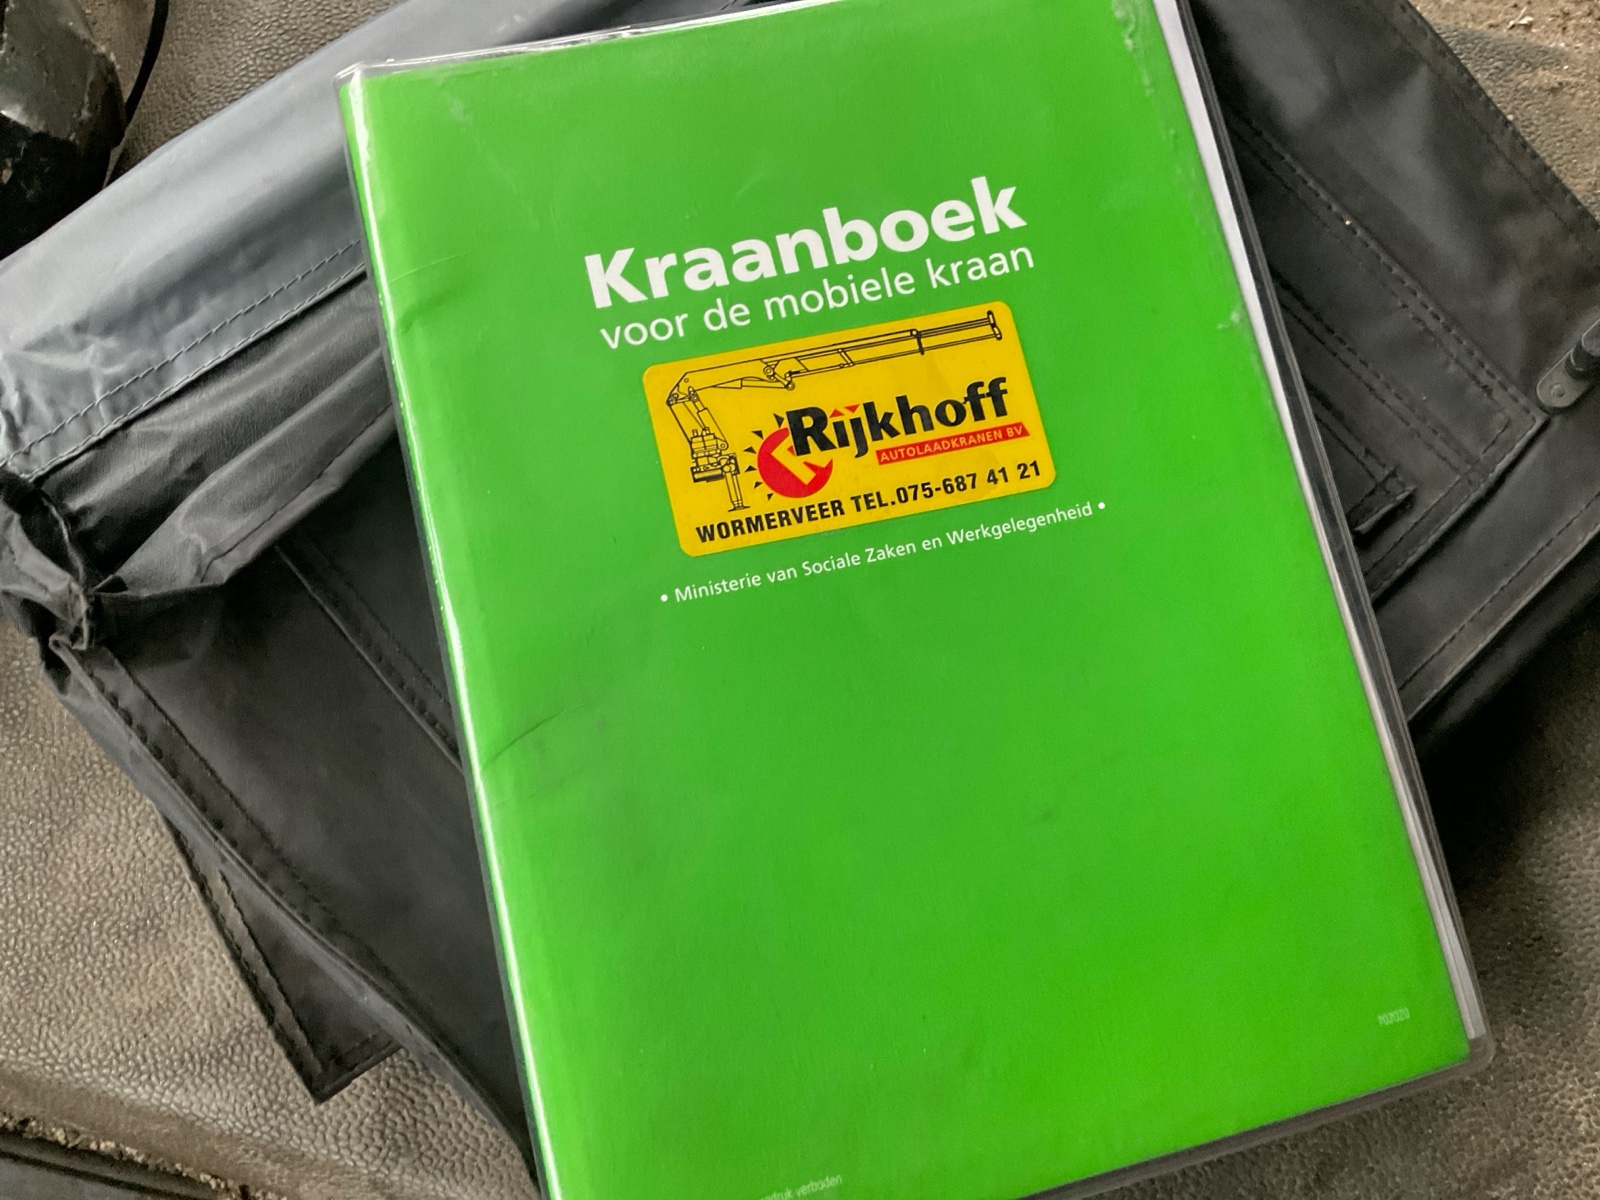 Kraanboek
voor de mobiele kraan
Rijkhoff
AUTOLAADKRANEN BV
WORMERVEER TEL.075-687 41 21
• Ministerie van Sociale Zaken en Werkgelegenheid •
verboden